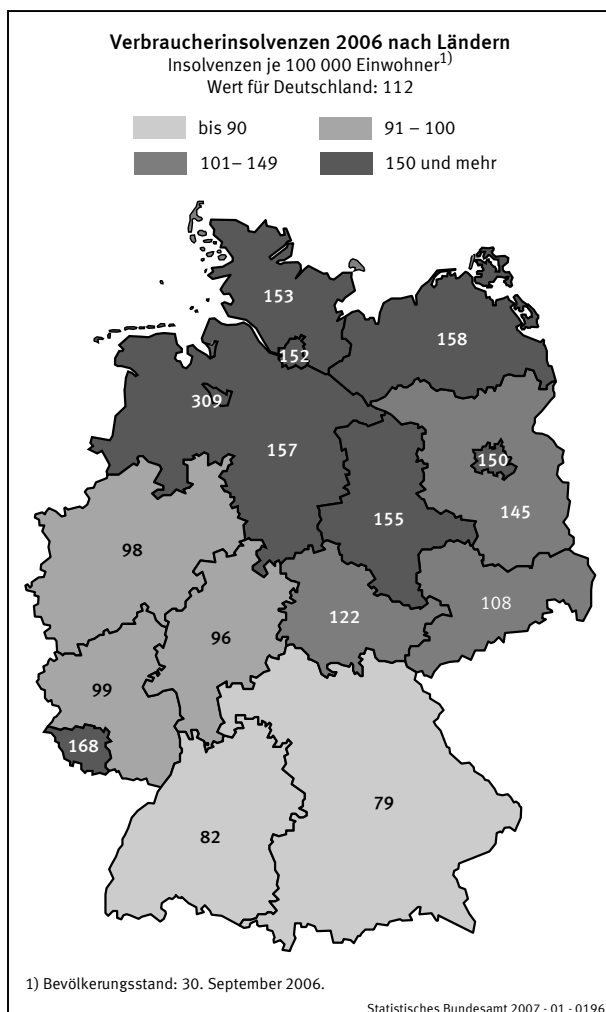 Verbraucherinsolvenzen 2006 nach Ländern
Insolvenzen je 100 000 Einwohner1)
Wert für Deutschland: 112
bis 90
91 – 100
101– 149
150 und mehr
153
152
158
309
157
150
155
145
98
108
122
96
99
168
79
82
1) Bevölkerungsstand: 30. September 2006.
Statistisches Bundesamt 2007 - 01 - 0196